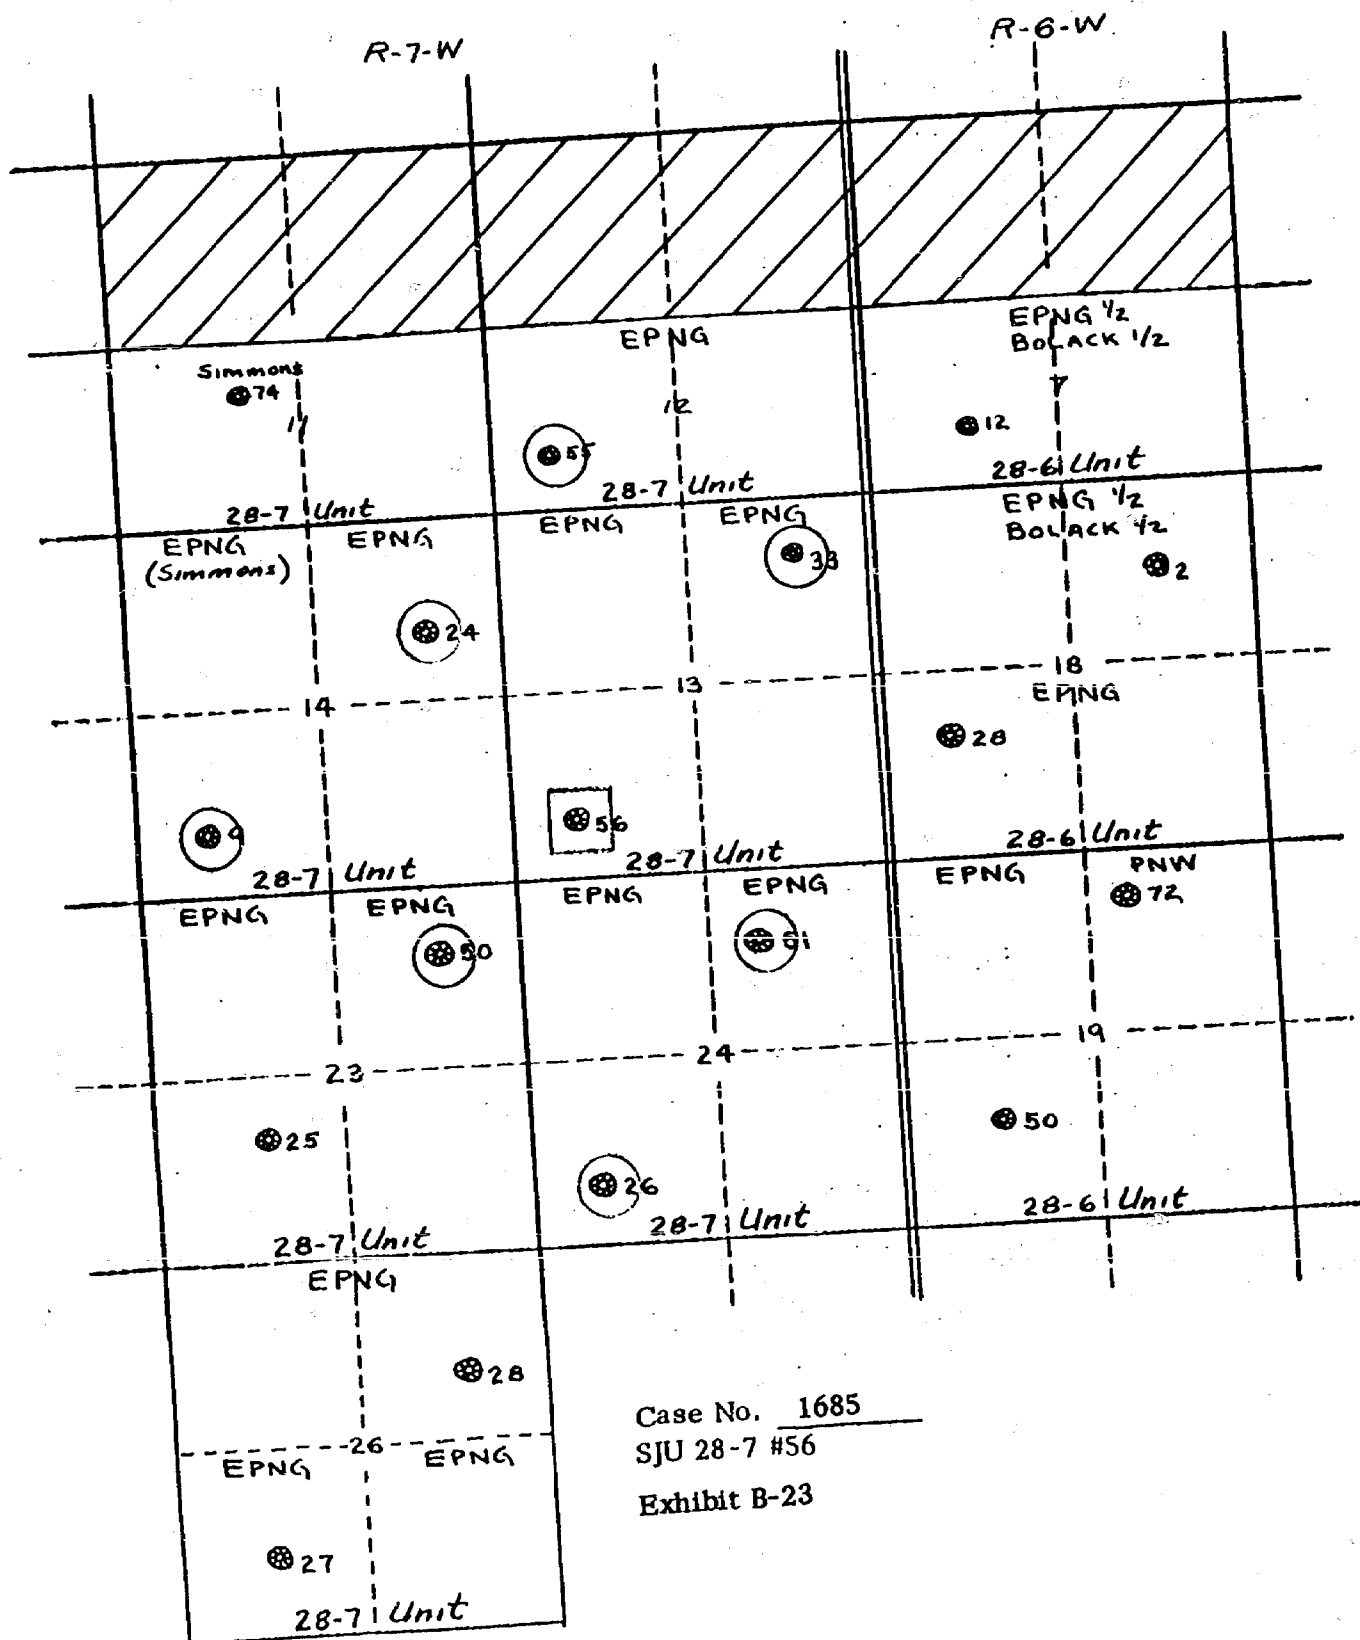 R-7-W
R-6-W
EPNG
EPNG 1/2
BOLACK 1/2
Simmons
74
11
12
7
55
12
28-7 Unit
28-7 Unit
28-6 Unit
EPNG
(Simmons)
EPNG
EPNG
EPNG
EPNG 1/2
BOLACK 1/2
33
2
24
14
13
18
EPNG
28
9
56
28-7 Unit
28-7 Unit
28-6 Unit
EPNG
EPNG
EPNG
EPNG
EPNG
PNW
72
50
61
23
24
19
25
50
26
28-7 Unit
28-7 Unit
28-6 Unit
EPNG
28
26
EPNG
EPNG
27
28-7 Unit
Case No. 1685
SJU 28-7 #56
Exhibit B-23